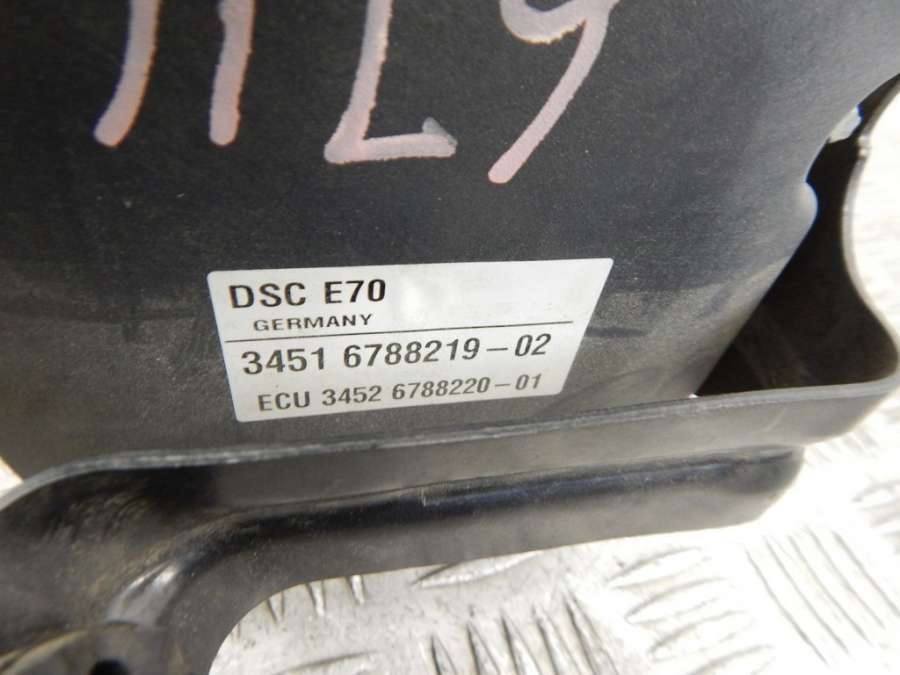 DSC E70
GERMANY
3451 6788219-02
ECU 3452 6788220-01